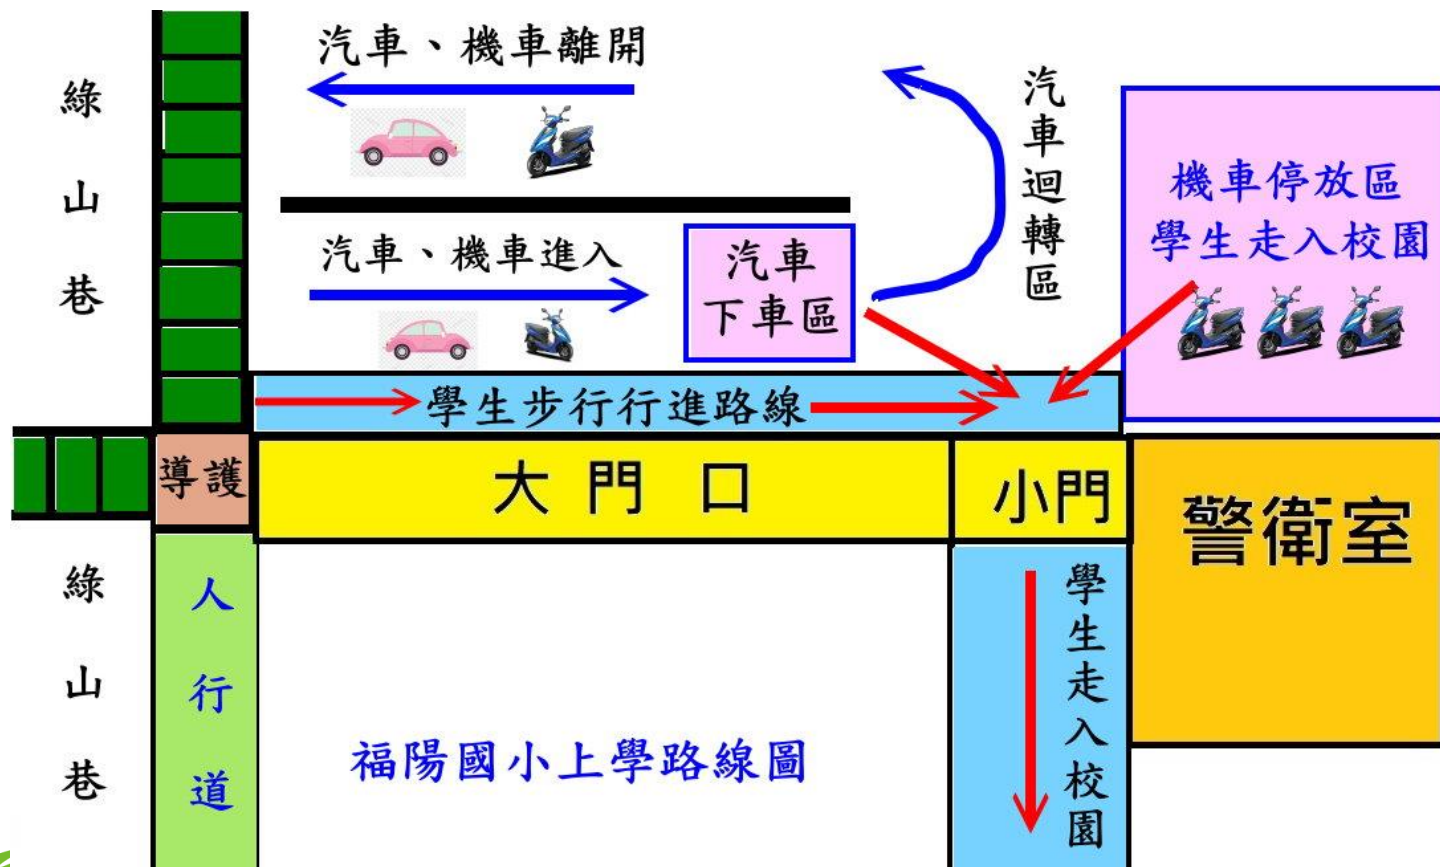 汽車、機車離開
綠山巷
汽車迴轉區
機車停放區
學生走入校園
汽車、機車進入
汽車
下車區
學生步行行進路線
導護
大門口
小門
警衛室
綠山巷
人行道
學生走入校園
福陽國小上學路線圖